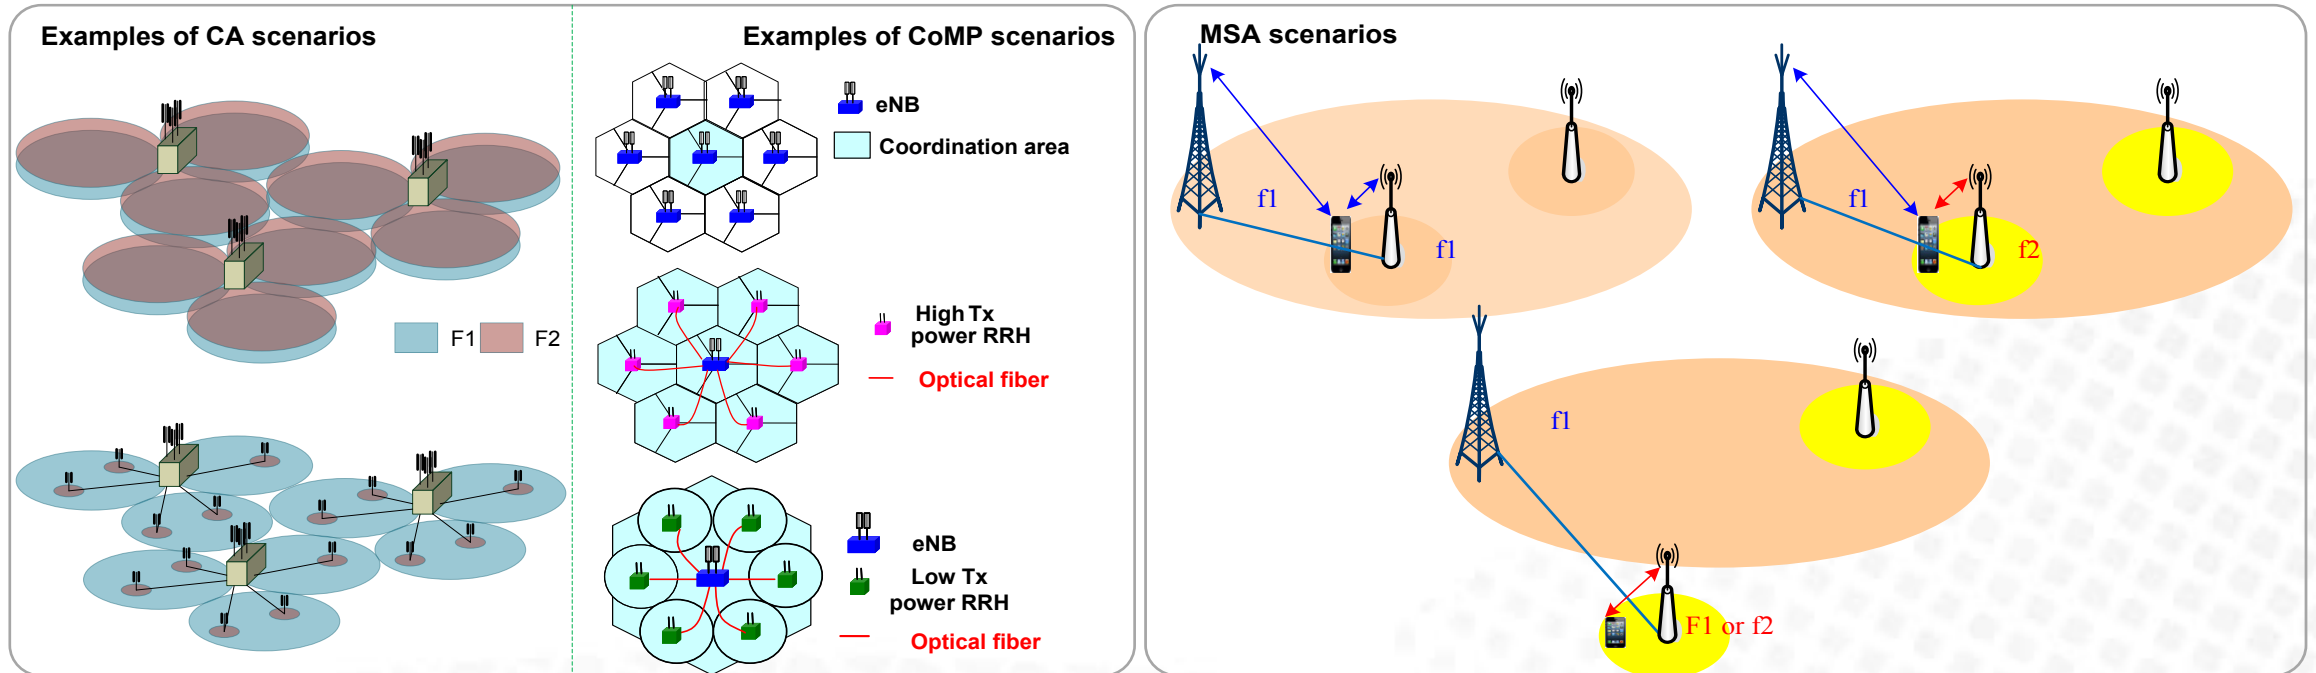 Examples of CA scenarios
F1
F2
Examples of CoMP scenarios
eNB
Coordination area
High Tx
power RRH
Optical fiber
eNB
Low Tx
power RRH
Optical fiber
MSA scenarios
f1
f1
f1
f2
f1
F1 or f2